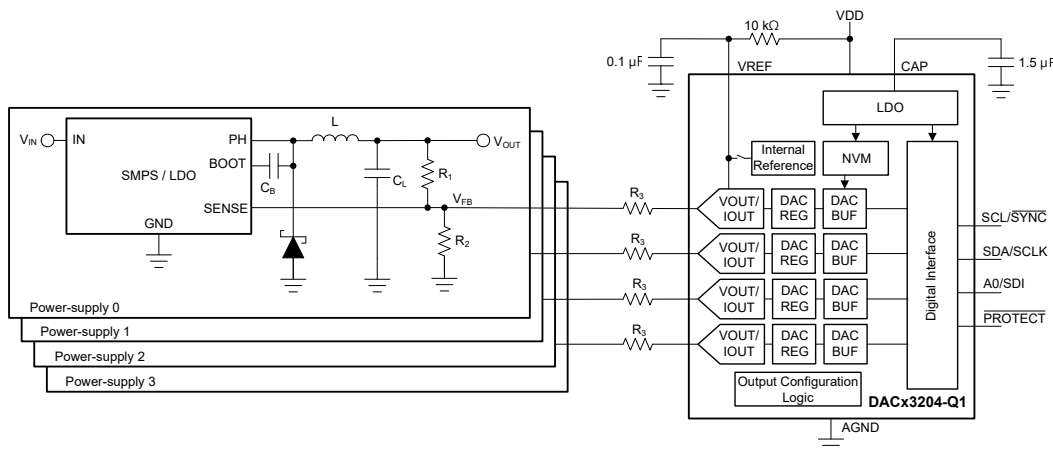 10 kΩ
VDD
0.1 µF
VREF
CAP
1.5 µF
LDO
Internal
Reference
NVM
V_IN
IN
PH
L
V_OUT
BOOT
SMPS / LDO
C_B
C_L
R_1
SENSE
V_FB
GND
R_2
Power-supply 0
Power-supply 1
Power-supply 2
Power-supply 3
R_3
VOUT/
IOUT
DAC
REG
DAC
BUF
R_3
VOUT/
IOUT
DAC
REG
DAC
BUF
R_3
VOUT/
IOUT
DAC
REG
DAC
BUF
R_3
VOUT/
IOUT
DAC
REG
DAC
BUF
Digital Interface
SCL/S̅Y̅N̅C̅
SDA/SCLK
A0/SDI
P̅R̅O̅T̅E̅C̅T̅
Output Configuration
Logic
DACx3204-Q1
AGND